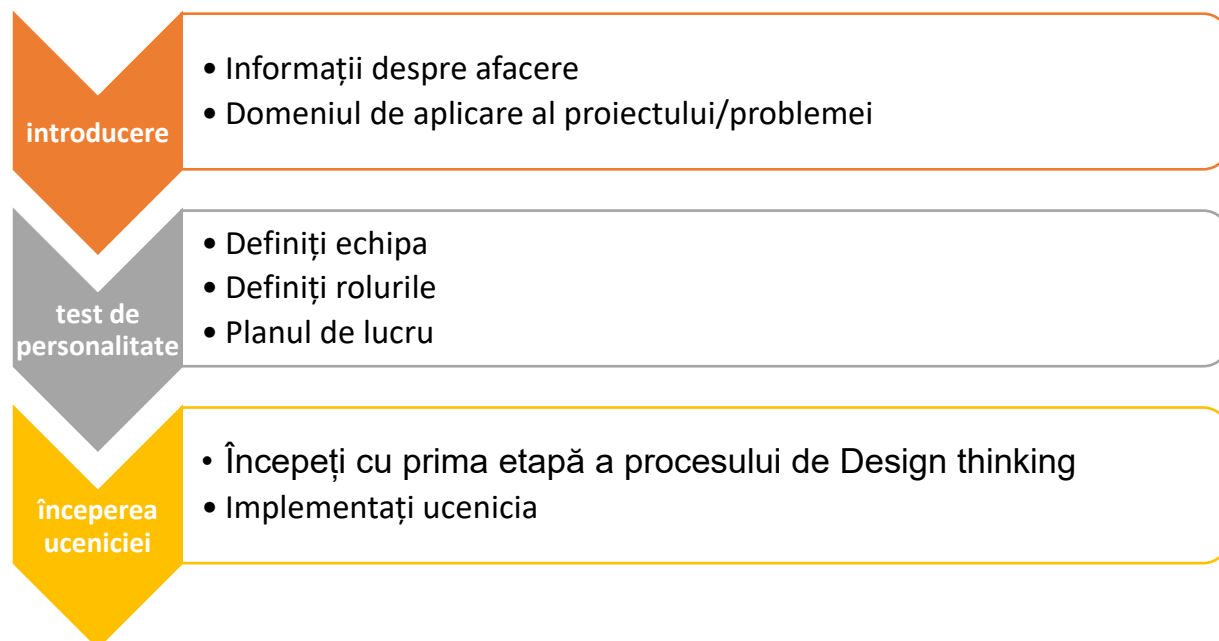 introducere
• Informații despre afacere
• Domeniul de aplicare al proiectului/problemei
test de
personalitate
• Definiți echipa
• Definiți rolurile
• Planul de lucru
începerea
uceniciei
• Începeți cu prima etapă a procesului de Design thinking
• Implementați ucenicia